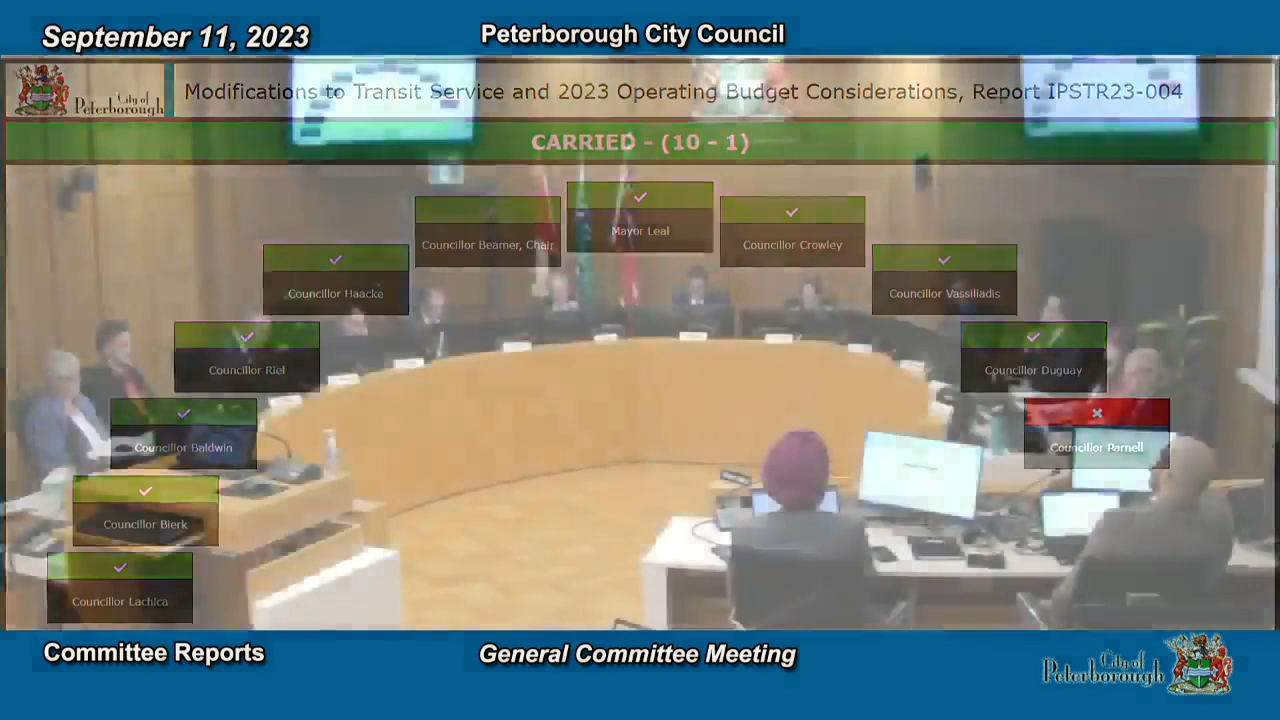 September 11, 2023
Peterborough City Council
City of
Peterborough
Modifications to Transit Service and 2023 Operating Budget Considerations, Report IPSTR23-004
CARRIED - (10 - 1)
Councillor Beamer, Chair
Mayor Leal
Councillor Crowley
Councillor Haacke
Councillor Vassiliadis
Councillor Riel
Councillor Duguay
Councillor Baldwin
Councillor Parnell
Councillor Bierk
Councillor Lachica
Committee Reports
General Committee Meeting
City of
Peterborough